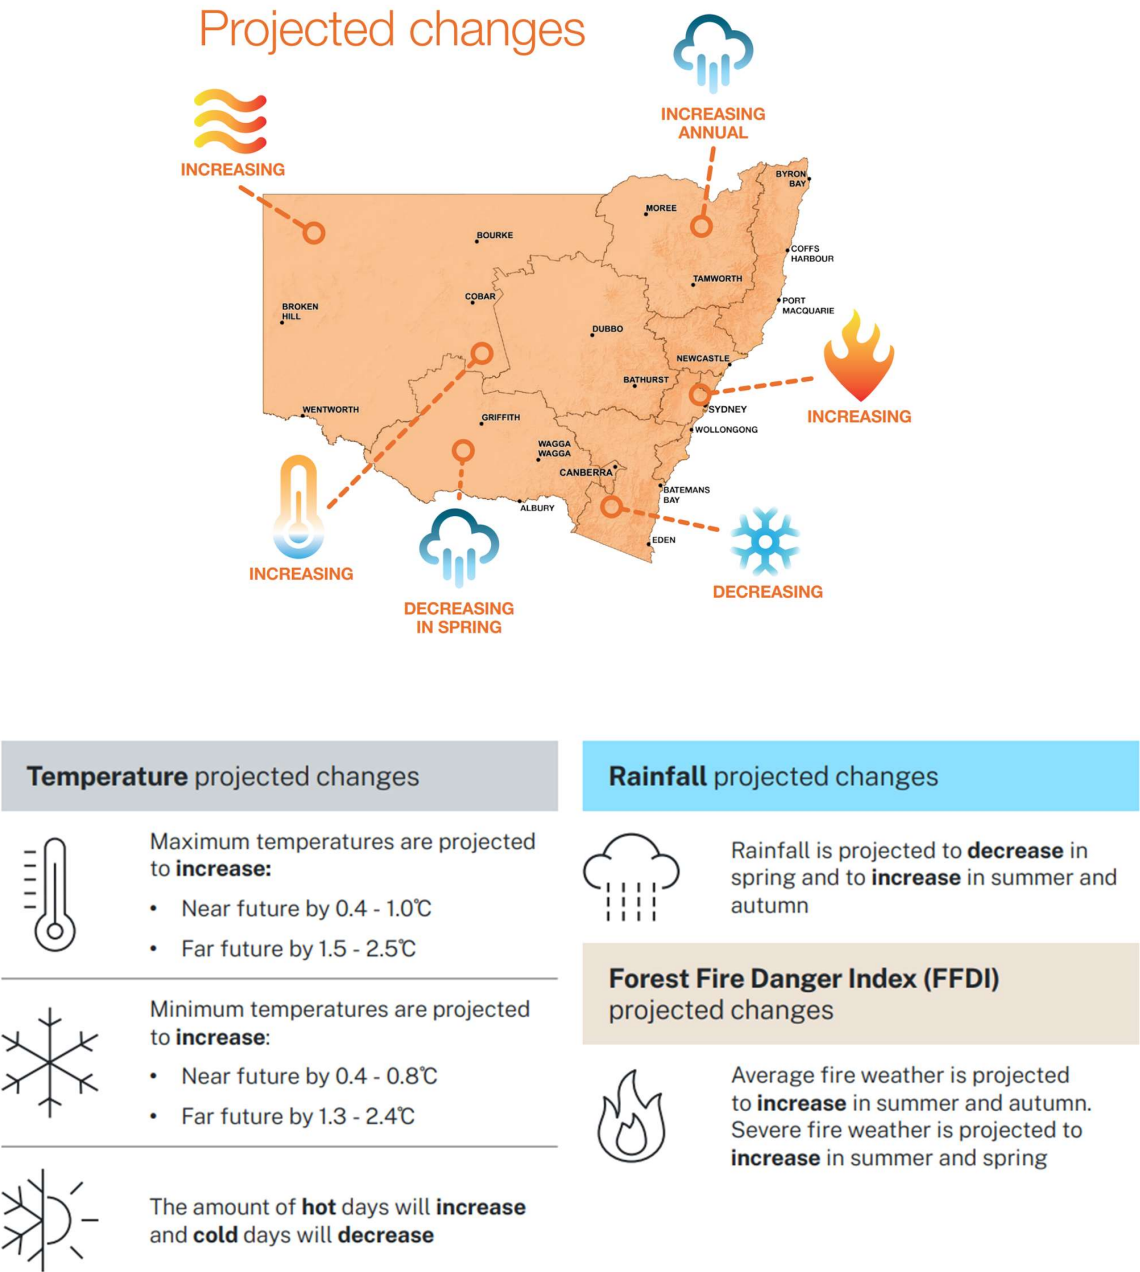 Projected changes
INCREASING
ANNUAL
INCREASING
BYRON
BAY
MOREE
BOURKE
COFFS
HARBOUR
TAMWORTH
COBAR
PORT
MACQUARIE
BROKEN
HILL
DUBBO
NEWCASTLE
BATHURST
WENTWORTH
SYDNEY
INCREASING
GRIFFITH
WOLLONGONG
WAGGA
WAGGA
CANBERRA
BATEMANS
BAY
ALBURY
EDEN
INCREASING
DECREASING
DECREASING
IN SPRING
Temperature projected changes
Maximum temperatures are projected
to increase:
• Near future by 0.4 - 1.0℃
• Far future by 1.5 - 2.5℃
Minimum temperatures are projected
to increase:
• Near future by 0.4 - 0.8℃
• Far future by 1.3 - 2.4℃
The amount of hot days will increase
and cold days will decrease
Rainfall projected changes
Rainfall is projected to decrease in
spring and to increase in summer and
autumn
Forest Fire Danger Index (FFDI)
projected changes
Average fire weather is projected
to increase in summer and autumn.
Severe fire weather is projected to
increase in summer and spring